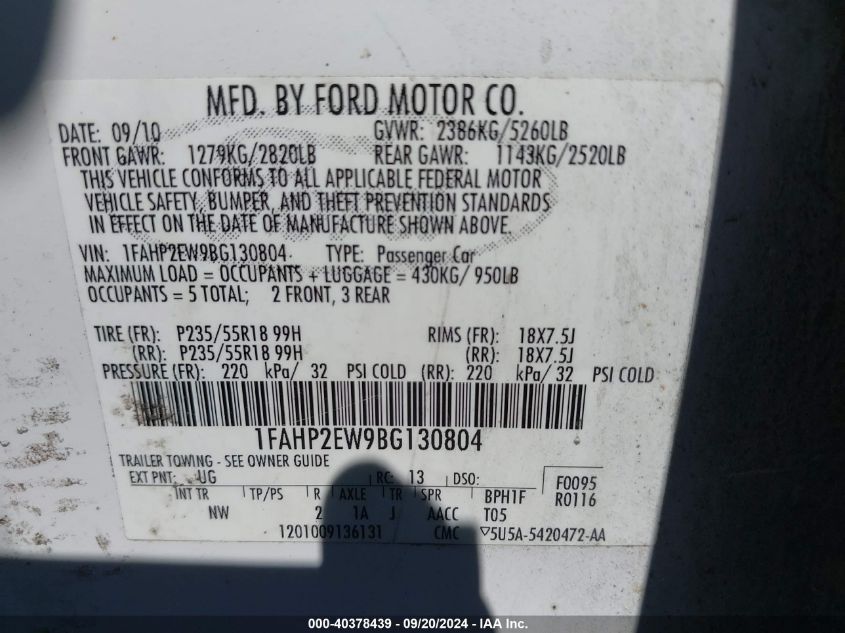 MFD. BY FORD MOTOR CO.
DATE: 09/10 GVWR: 2386KG/5260LB
FRONT GAWR: 1279KG/2820LB REAR GAWR: 1143KG/2520LB
THIS VEHICLE CONFORMS TO ALL APPLICABLE FEDERAL MOTOR
VEHICLE SAFETY, BUMPER, AND THEFT PREVENTION STANDARDS
IN EFFECT ON THE DATE OF MANUFACTURE SHOWN ABOVE.
VIN: 1FAHP2EW9BG130804 TYPE: Passenger Car
MAXIMUM LOAD = OCCUPANTS + LUGGAGE = 430KG/ 950LB
OCCUPANTS = 5 TOTAL; 2 FRONT, 3 REAR
TIRE (FR): P235/55R18 99H RIMS (FR): 18X7.5J
(RR): P235/55R18 99H (RR): 18X7.5J
PRESSURE (FR): 220 kPa/ 32 PSI COLD (RR): 220 kPa/ 32 PSI COLD
1FAHP2EW9BG130804
TRAILER TOWING - SEE OWNER GUIDE
EXT PNT: UG RC: 13 DSO: F0095
INT TR TP/PS R AXLE TR SPR BPH1F R0116
NW 2 1A J AACC T05
1201009136131 CMC ▽5U5A-5420472-AA
000-40378439 - 09/20/2024 - IAA Inc.